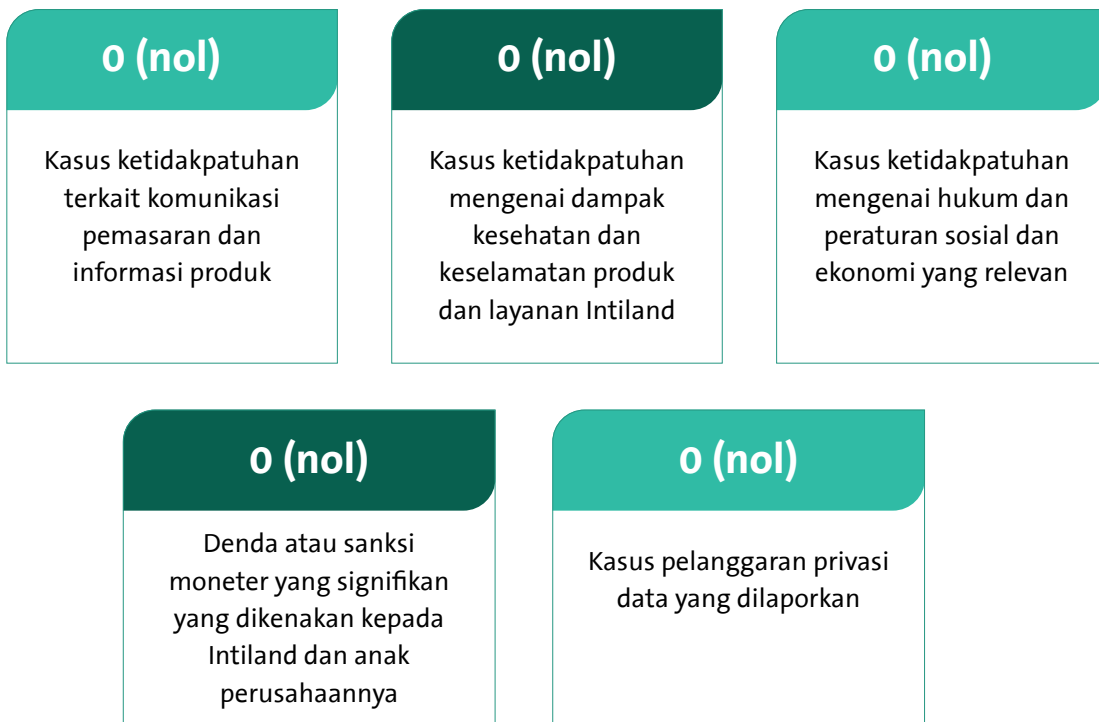 0 (nol)
Kasus ketidakpatuhan
terkait komunikasi
pemasaran dan
informasi produk
0 (nol)
Kasus ketidakpatuhan
mengenai dampak
kesehatan dan
keselamatan produk
dan layanan Intiland
0 (nol)
Kasus ketidakpatuhan
mengenai hukum dan
peraturan sosial dan
ekonomi yang relevan
0 (nol)
Denda atau sanksi
moneter yang signifikan
yang dikenakan kepada
Intiland dan anak
perusahaannya
0 (nol)
Kasus pelanggaran privasi
data yang dilaporkan